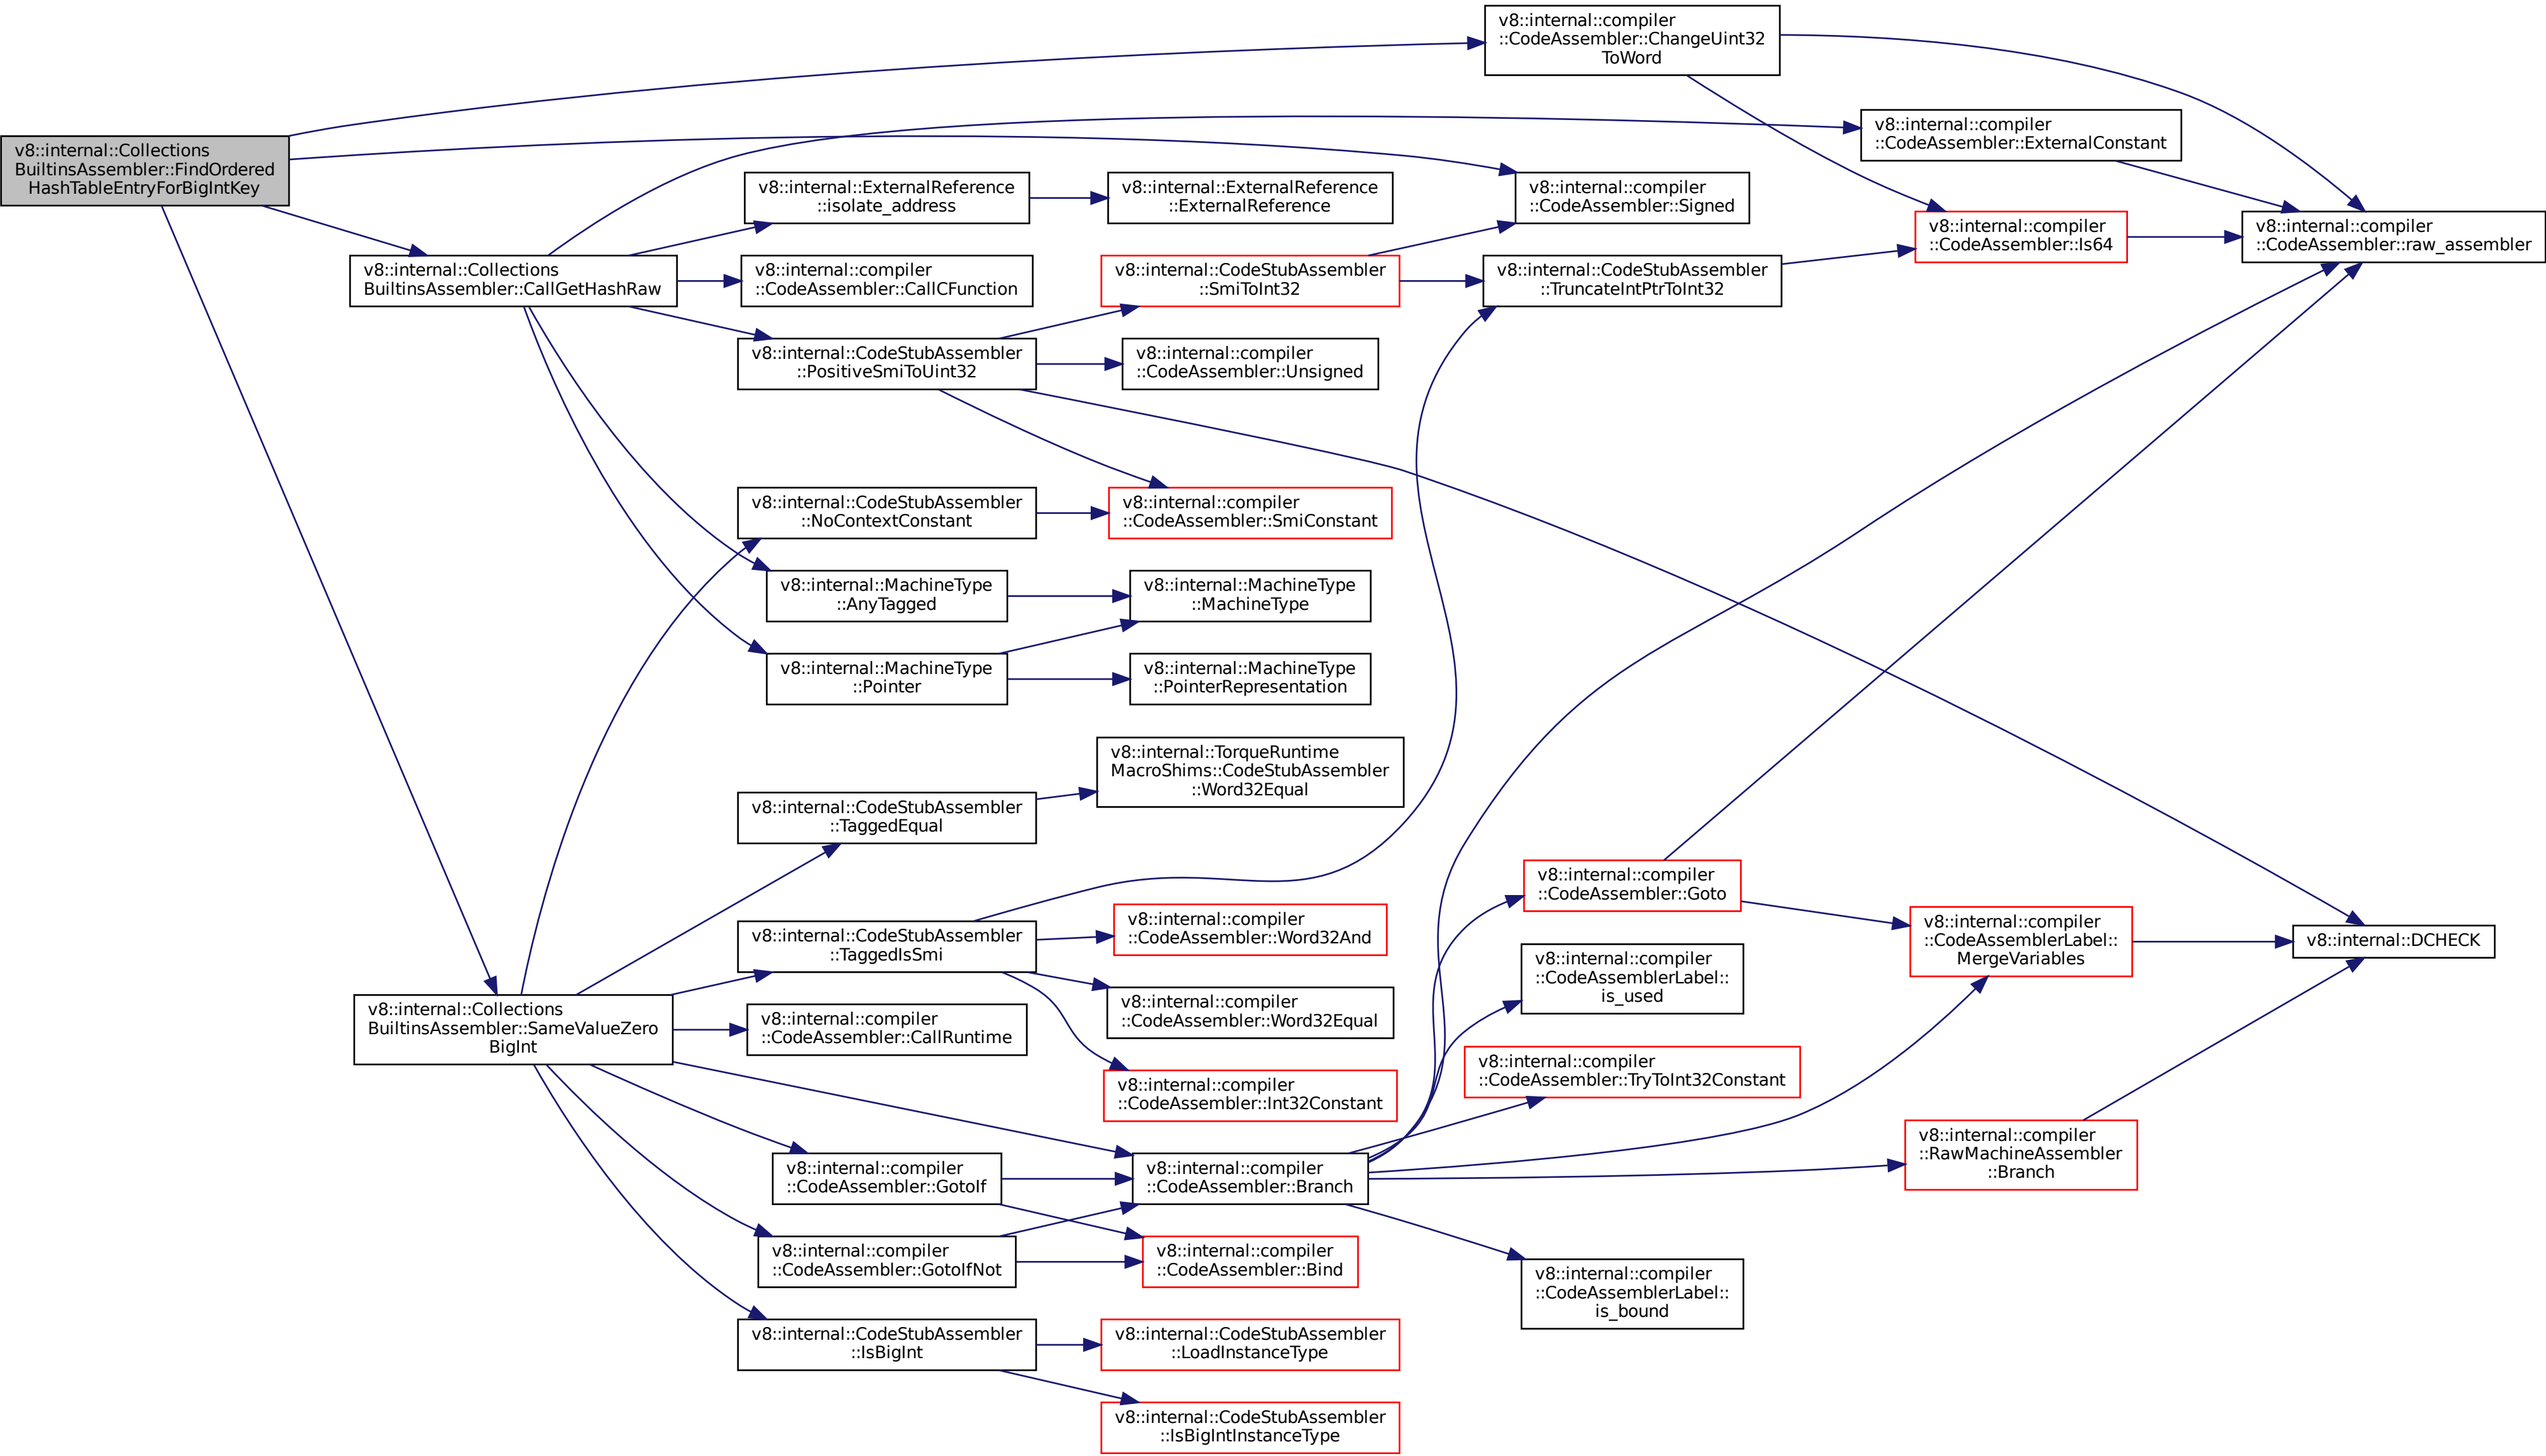 v8::internal::Collections
BuiltinsAssembler::FindOrdered
HashTableEntryForBigIntKey
v8::internal::Collections
BuiltinsAssembler::CallGetHashRaw
v8::internal::Collections
BuiltinsAssembler::SameValueZero
BigInt
v8::internal::ExternalReference
::isolate_address
v8::internal::compiler
::CodeAssembler::CallCFunction
v8::internal::CodeStubAssembler
::PositiveSmiToUint32
v8::internal::CodeStubAssembler
::NoContextConstant
v8::internal::MachineType
::AnyTagged
v8::internal::MachineType
::Pointer
v8::internal::CodeStubAssembler
::TaggedEqual
v8::internal::CodeStubAssembler
::TaggedIsSmi
v8::internal::compiler
::CodeAssembler::CallRuntime
v8::internal::compiler
::CodeAssembler::GotoIf
v8::internal::compiler
::CodeAssembler::GotoIfNot
v8::internal::CodeStubAssembler
::IsBigInt
v8::internal::ExternalReference
::ExternalReference
v8::internal::CodeStubAssembler
::SmiToInt32
v8::internal::compiler
::CodeAssembler::Unsigned
v8::internal::compiler
::CodeAssembler::SmiConstant
v8::internal::MachineType
::MachineType
v8::internal::MachineType
::PointerRepresentation
v8::internal::TorqueRuntime
MacroShims::CodeStubAssembler
::Word32Equal
v8::internal::compiler
::CodeAssembler::Word32And
v8::internal::compiler
::CodeAssembler::Word32Equal
v8::internal::compiler
::CodeAssembler::Int32Constant
v8::internal::compiler
::CodeAssembler::Branch
v8::internal::compiler
::CodeAssembler::Bind
v8::internal::CodeStubAssembler
::LoadInstanceType
v8::internal::CodeStubAssembler
::IsBigIntInstanceType
v8::internal::compiler
::CodeAssembler::ChangeUint32
ToWord
v8::internal::compiler
::CodeAssembler::Signed
v8::internal::CodeStubAssembler
::TruncateIntPtrToInt32
v8::internal::compiler
::CodeAssembler::Goto
v8::internal::compiler
::CodeAssemblerLabel::
is_used
v8::internal::compiler
::CodeAssembler::TryToInt32Constant
v8::internal::compiler
::CodeAssemblerLabel::
is_bound
v8::internal::compiler
::CodeAssembler::ExternalConstant
v8::internal::compiler
::CodeAssembler::Is64
v8::internal::compiler
::CodeAssemblerLabel::
MergeVariables
v8::internal::compiler
::RawMachineAssembler
::Branch
v8::internal::compiler
::CodeAssembler::raw_assembler
v8::internal::DCHECK